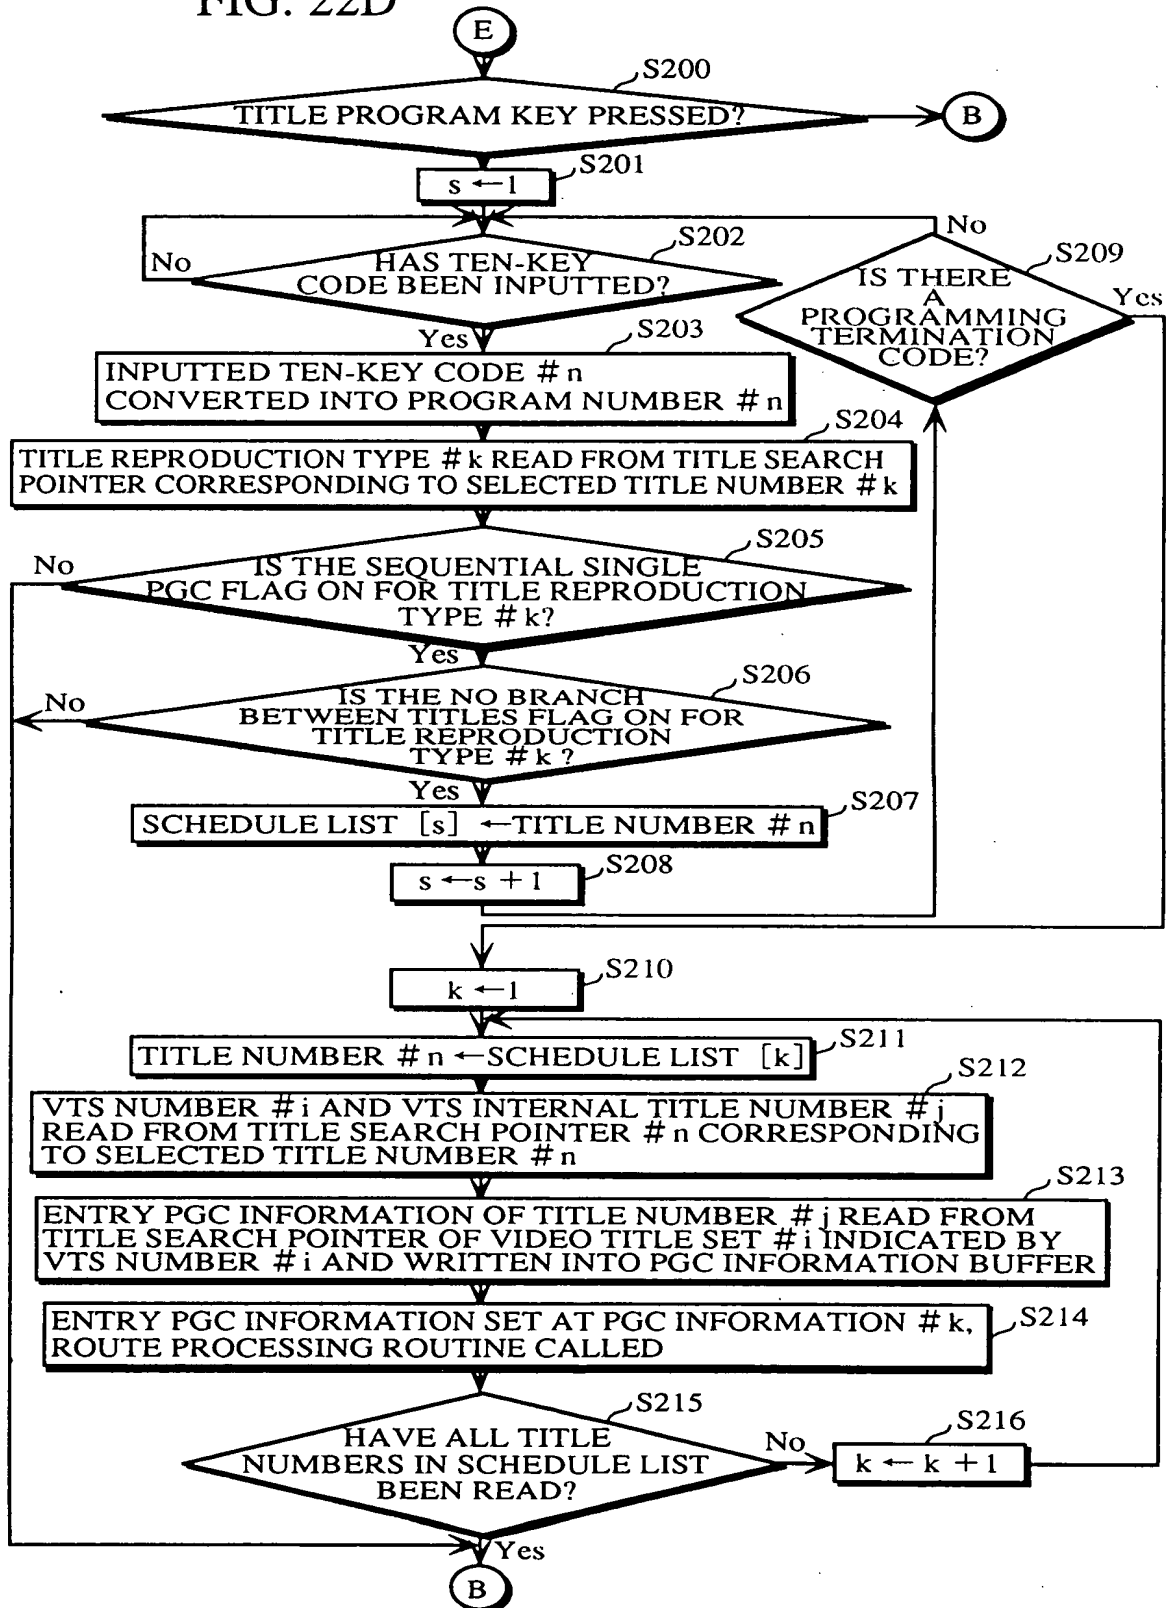 FIG. 22D
E
S200
TITLE PROGRAM KEY PRESSED?
B
S201
s ←1
No
S202
HAS TEN-KEY
CODE BEEN INPUTTED?
No
S209
IS THERE
A
PROGRAMMING
TERMINATION
CODE?
Yes
Yes
S203
INPUTTED TEN-KEY CODE #n
CONVERTED INTO PROGRAM NUMBER #n
S204
TITLE REPRODUCTION TYPE #k READ FROM TITLE SEARCH
POINTER CORRESPONDING TO SELECTED TITLE NUMBER #k
S205
No
IS THE SEQUENTIAL SINGLE
PGC FLAG ON FOR TITLE REPRODUCTION
TYPE #k?
Yes
S206
No
IS THE NO BRANCH
BETWEEN TITLES FLAG ON FOR
TITLE REPRODUCTION
TYPE #k ?
Yes
S207
SCHEDULE LIST [s] ←TITLE NUMBER #n
S208
s ←s +1
S210
k ←1
S211
TITLE NUMBER #n ←SCHEDULE LIST [k]
S212
VTS NUMBER #i AND VTS INTERNAL TITLE NUMBER #j
READ FROM TITLE SEARCH POINTER #n CORRESPONDING
TO SELECTED TITLE NUMBER #n
S213
ENTRY PGC INFORMATION OF TITLE NUMBER #j READ FROM
TITLE SEARCH POINTER OF VIDEO TITLE SET #i INDICATED BY
VTS NUMBER #i AND WRITTEN INTO PGC INFORMATION BUFFER
S214
ENTRY PGC INFORMATION SET AT PGC INFORMATION #k,
ROUTE PROCESSING ROUTINE CALLED
S215
HAVE ALL TITLE
NUMBERS IN SCHEDULE LIST
BEEN READ?
No
S216
k ← k +1
Yes
B